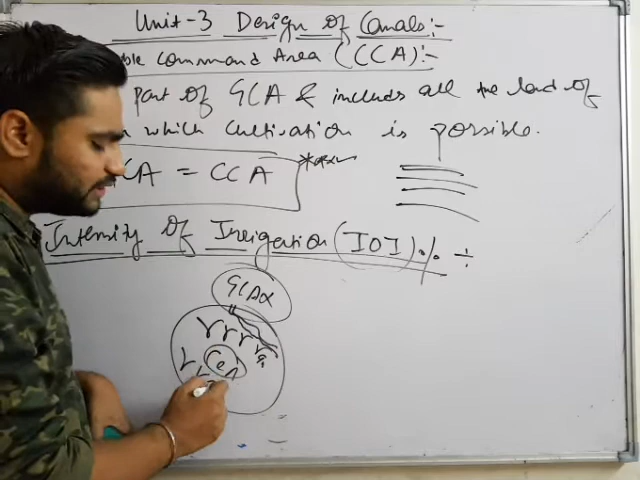 Unit-3 Design of Canals:-
ble Command Area (CCA):-
part of GCA & includes all the land of
n which cultivation is possible.
CA = CCA
Intensity of Irrigation (IOI)% ÷
GCA